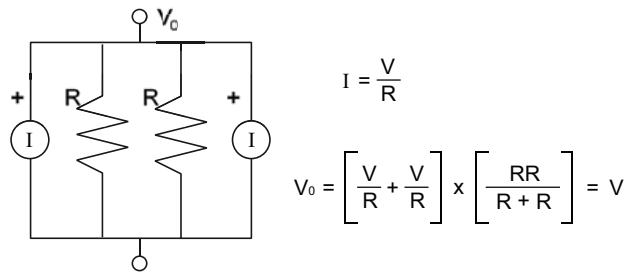 V₀
+ R R +
I I
I = V/R
V₀ = [V/R + V/R] x [RR/(R + R)] = V